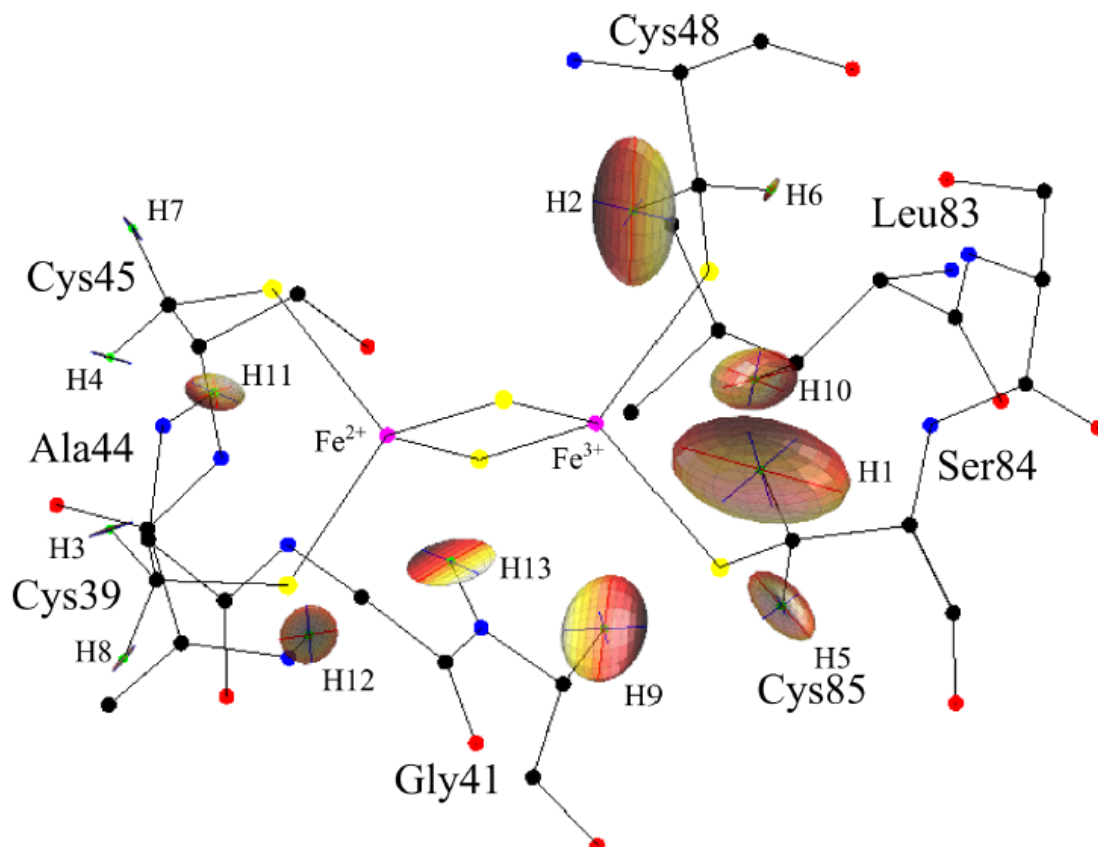 Cys48
H7
H2
H6
Leu83
Cys45
H4
H11
H10
Fe²⁺
Fe³⁺
H1
Ala44
Ser84
H3
H13
Cys39
H8
H12
H9
H5
Cys85
Gly41